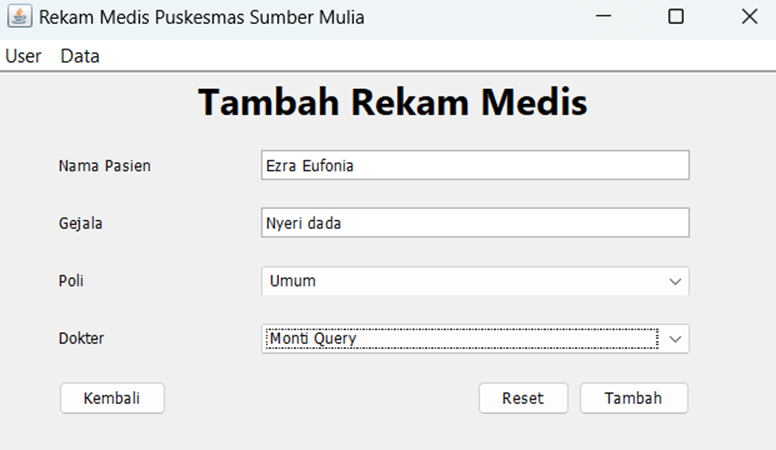 Rekam Medis Puskesmas Sumber Mulia
User Data
Tambah Rekam Medis
Nama Pasien Ezra Eufonia
Gejala Nyeri dada
Poli Umum
Dokter Monti Query
Kembali Reset Tambah